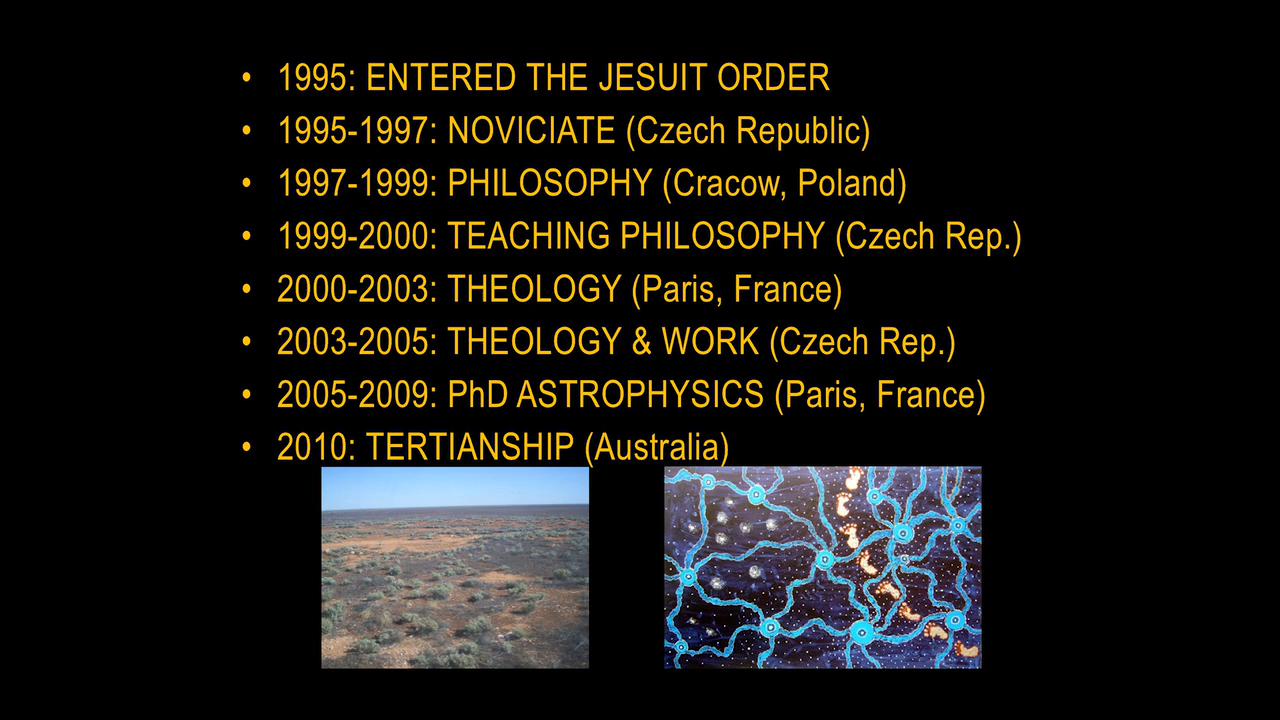 • 1995: ENTERED THE JESUIT ORDER
• 1995-1997: NOVICIATE (Czech Republic)
• 1997-1999: PHILOSOPHY (Cracow, Poland)
• 1999-2000: TEACHING PHILOSOPHY (Czech Rep.)
• 2000-2003: THEOLOGY (Paris, France)
• 2003-2005: THEOLOGY & WORK (Czech Rep.)
• 2005-2009: PhD ASTROPHYSICS (Paris, France)
• 2010: TERTIANSHIP (Australia)